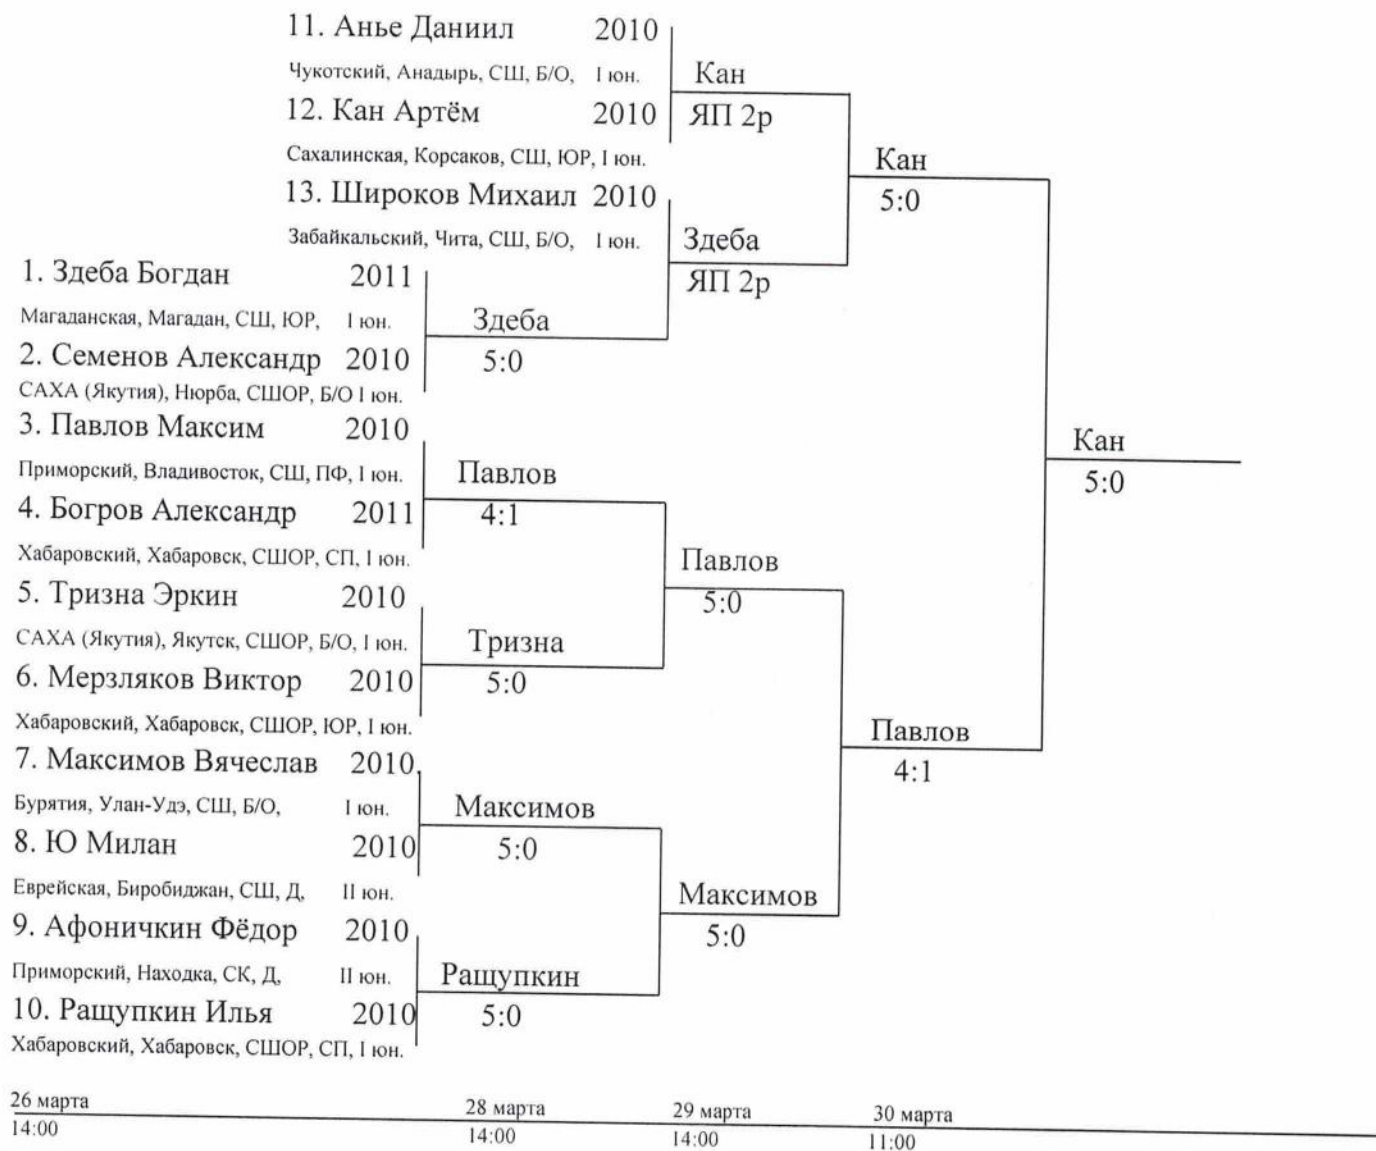 11. Анье Даниил 2010
Чукотский, Анадырь, СШ, Б/О, I юн.
Кан
12. Кан Артём 2010
ЯП 2р
Сахалинская, Корсаков, СШ, ЮР, I юн.
Кан
5:0
13. Широков Михаил 2010
Забайкальский, Чита, СШ, Б/О, I юн.
Здеба
ЯП 2р
1. Здеба Богдан 2011
Магаданская, Магадан, СШ, ЮР, I юн.
Здеба
5:0
2. Семенов Александр 2010
САХА (Якутия), Нюрба, СШОР, Б/О I юн.
3. Павлов Максим 2010
Кан
5:0
Приморский, Владивосток, СШ, ПФ, I юн.
Павлов
4:1
4. Богров Александр 2011
Хабаровский, Хабаровск, СШОР, СП, I юн.
Павлов
5:0
5. Тризна Эркин 2010
САХА (Якутия), Якутск, СШОР, Б/О, I юн.
Тризна
5:0
6. Мерзляков Виктор 2010
Хабаровский, Хабаровск, СШОР, ЮР, I юн.
Павлов
4:1
7. Максимов Вячеслав 2010
Бурятия, Улан-Удэ, СШ, Б/О, I юн.
Максимов
5:0
8. Ю Милан 2010
Еврейская, Биробиджан, СШ, Д, II юн.
Максимов
5:0
9. Афоничкин Фёдор 2010
Приморский, Находка, СК, Д, II юн.
Ращупкин
5:0
10. Ращупкин Илья 2010
Хабаровский, Хабаровск, СШОР, СП, I юн.
26 марта 28 марта 29 марта 30 марта
14:00 14:00 14:00 11:00